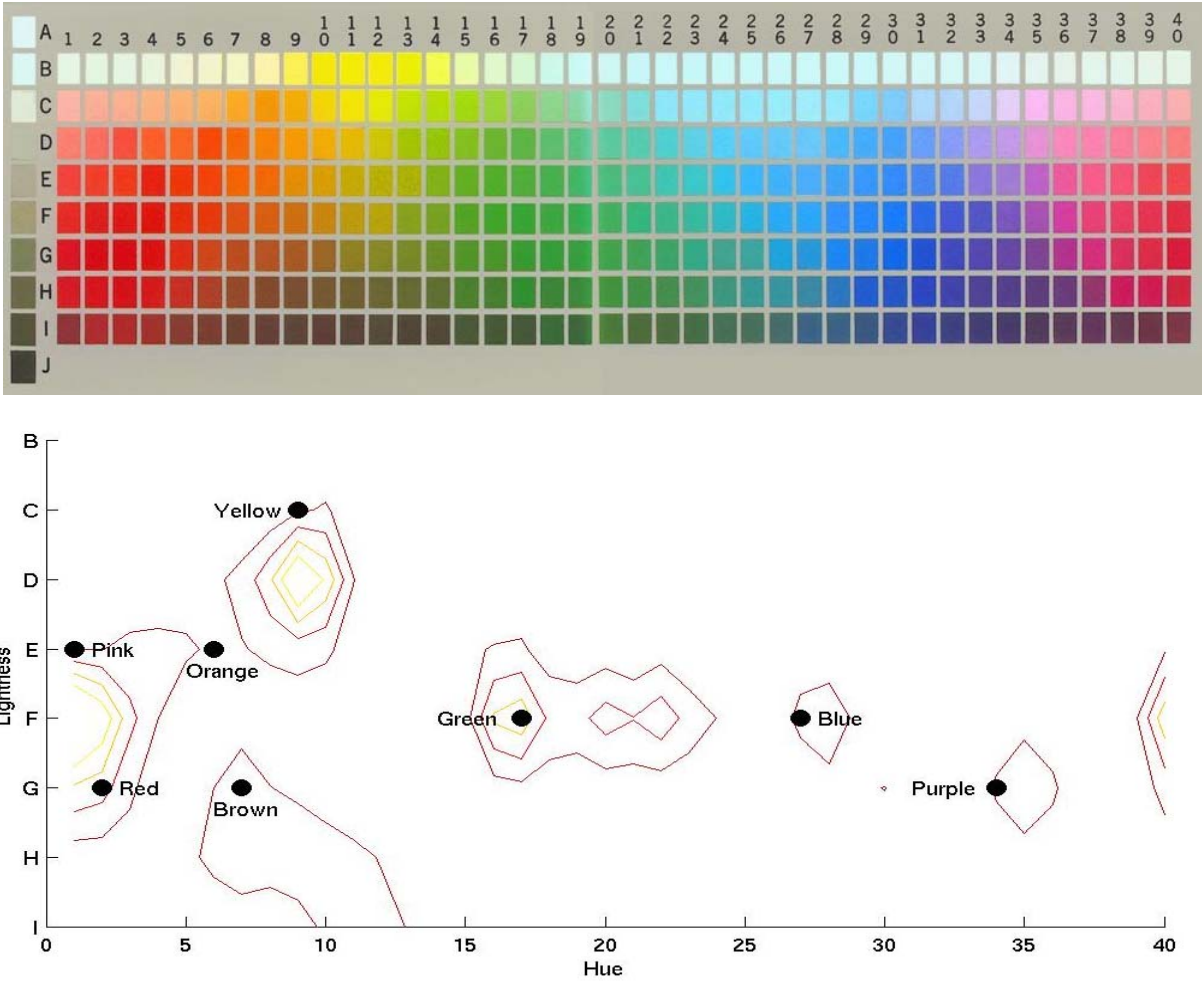 A 1 2 3 4 5 6 7 8 9 10 11 12 13 14 15 16 17 18 19 20 21 22 23 24 25 26 27 28 29 30 31 32 33 34 35 36 37 38 39 40
B
C
D
E
F
G
H
I
J
B
C Yellow
D
E Pink
Orange
Lightness
F Green Blue
G Red Purple
Brown
H
I
0 5 10 15 20 25 30 35 40
Hue